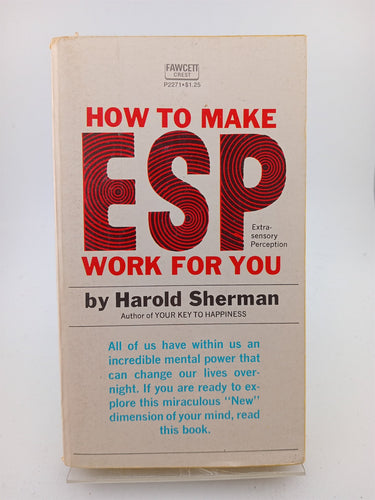 FAWCETT
CREST
P2271•$1.25
HOW TO MAKE
ESP
Extra-
sensory
Perception
WORK FOR YOU
by Harold Sherman
Author of YOUR KEY TO HAPPINESS
All of us have within us an
incredible mental power that
can change our lives over-
night. If you are ready to ex-
plore this miraculous "New"
dimension of your mind, read
this book.